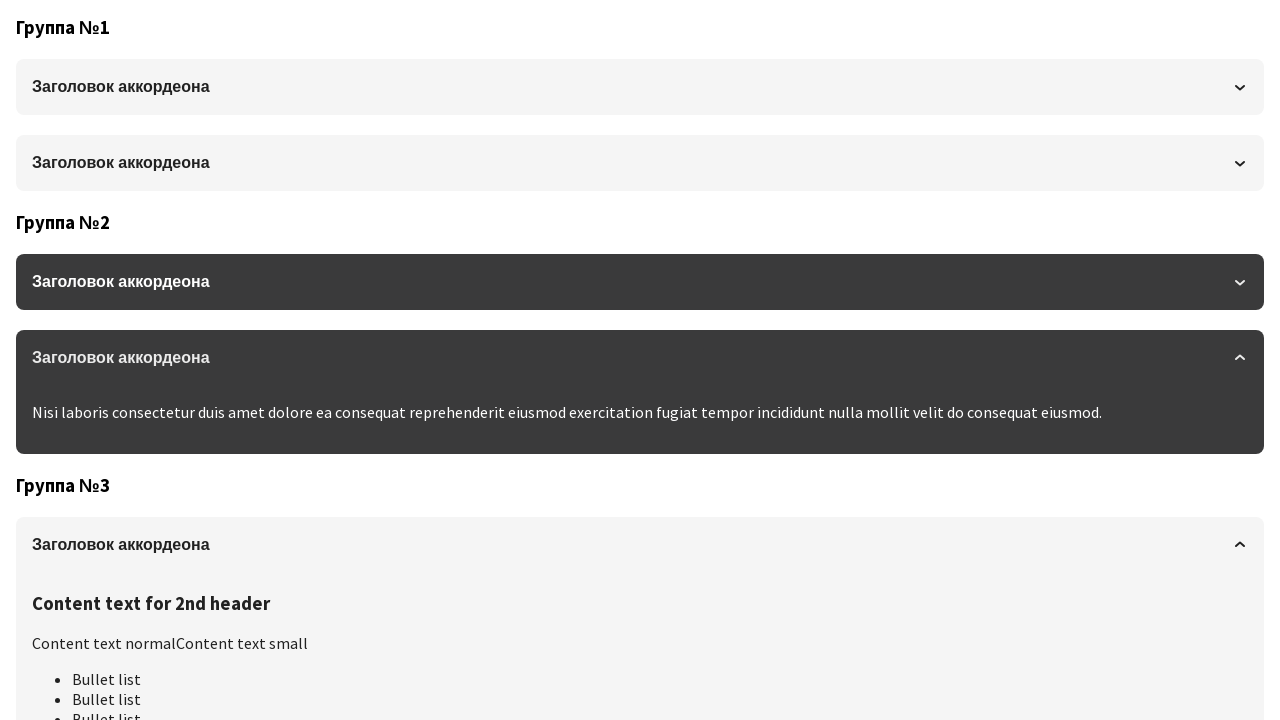 Группа №1
Заголовок аккордеона
Заголовок аккордеона
Группа №2
Заголовок аккордеона
Заголовок аккордеона
Nisi laboris consectetur duis amet dolore ea consequat reprehenderit eiusmod exercitation fugiat tempor incididunt nulla mollit velit do consequat eiusmod.
Группа №3
Заголовок аккордеона
Content text for 2nd header
Content text normalContent text small
Bullet list
Bullet list
Bullet list